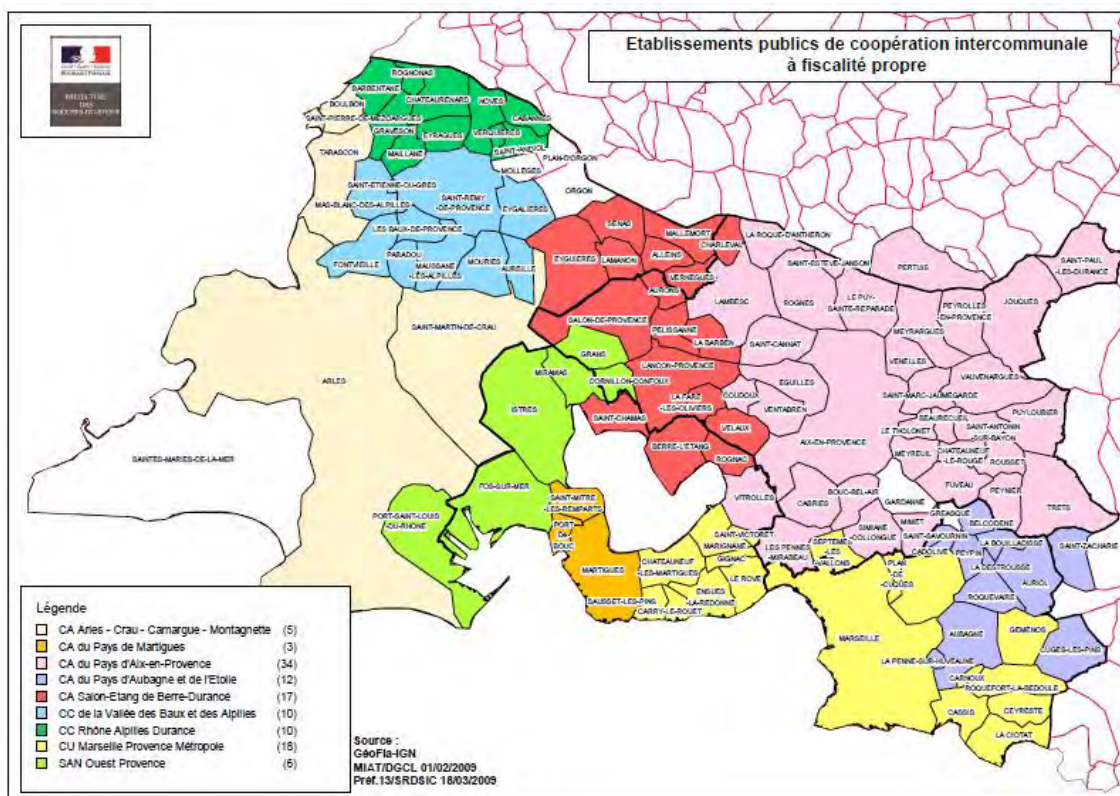 Etablissements publics de coopération intercommunale
à fiscalité propre
ROGNONAS
BARBENTANE
BOULBON
CHATEAURENARD
NOVES
CABANNES
SAINT-PIERRE-DE-MEZOARGUES
GRAVESON
EYRAGUES
VERQUIERES
SAINT-ANDIOL
TARASCON
MAILLANE
MOLLEGES
PLAN-D'ORGON
ORGON
SAINT-ETIENNE-DU-GRES
SAINT-REMY
-DE-PROVENCE
MAS-BLANC-DES-ALPILLES
EYGALIERES
LES BAUX-DE-PROVENCE
FONTVIEILLE
PARADOU
MAUSSANE
-LES-ALPILLES
MOURIES
AUREILLE
SENAS
MALLEMORT
CHARLEVAL
LA ROQUE-D'ANTHERON
EYGUIERES
LAMANON
ALLEINS
VERNEGUES
AURONS
SAINT-ESTEVE-JANSON
PERTUIS
SAINT-PAUL
-LES-DURANCE
LAMBESC
ROGNES
LE PUY-
SAINTE-REPARADE
PEYROLLES
-EN-PROVENCE
JOUQUES
MEYRARGUES
SAINT-MARTIN-DE-CRAU
SALON-DE-PROVENCE
PELISSANNE
LA BARBEN
SAINT-CANNAT
VENELLES
GRANS
LANCON-PROVENCE
ARLES
MIRAMAS
CORNILLON-CONFOUX
EGUILLES
VAUVENARGUES
SAINT-MARC-JAUMEGARDE
ISTRES
SAINT-CHAMAS
LA FARE
-LES-OLIVIERS
COUDOUX
VENTABREN
BEAURECUEIL
PUYLOUBIER
VELAUX
AIX-EN-PROVENCE
LE THOLONET
SAINT-ANTONIN
-SUR-BAYON
BERRE-L'ETANG
ROGNAC
MEYREUIL
CHATEAUNEUF
-LE-ROUGE
ROUSSET
SAINTES-MARIES-DE-LA-MER
FOS-SUR-MER
SAINT-MITRE
-LES-REMPARTS
VITROLLES
CABRIES
BOUC-BEL-AIR
GARDANNE
FUVEAU
PEYNIER
TRETS
PORT-SAINT-LOUIS
-DU-RHONE
PORT
DE
BOUC
MARTIGUES
SAINT-VICTORET
MARIGNANE
GIGNAC
LES PENNES
-MIRABEAU
SEPTEMES
-LES
-VALLONS
SIMIANE
-COLLONGUE
MIMET
GREASQUE
SAINT-SAVOURNIN
CADOLIVE
BELCODENE
PEYPIN
LA BOUILLADISSE
LA DESTROUSSE
SAINT-ZACHARIE
CHATEAUNEUF
-LES-MARTIGUES
LE ROVE
ENSUES
-LA-REDONNE
SAUSSET-LES-PINS
CARRY-LE-ROUET
PLAN
-DE
-CUQUES
AURIOL
ROQUEVAIRE
MARSEILLE
AUBAGNE
GEMENOS
CUGES-LES-PINS
LA PENNE-SUR-HUVEAUNE
CARNOUX
ROQUEFORT-LA-BEDOULE
CASSIS
CEYRESTE
LA CIOTAT
Légende
CA Arles - Crau - Camargue - Montagnette (5)
CA du Pays de Martigues (3)
CA du Pays d'Aix-en-Provence (34)
CA du Pays d'Aubagne et de l'Etoile (12)
CA Salon-Etang de Berre-Durance (17)
CC de la Vallée des Baux et des Alpilles (10)
CC Rhône Alpilles Durance (10)
CU Marseille Provence Métropole (18)
SAN Ouest Provence (6)
Source :
GéoFla-IGN
MIAT/DGCL 01/02/2009
Préf.13/SRDSIC 18/03/2009